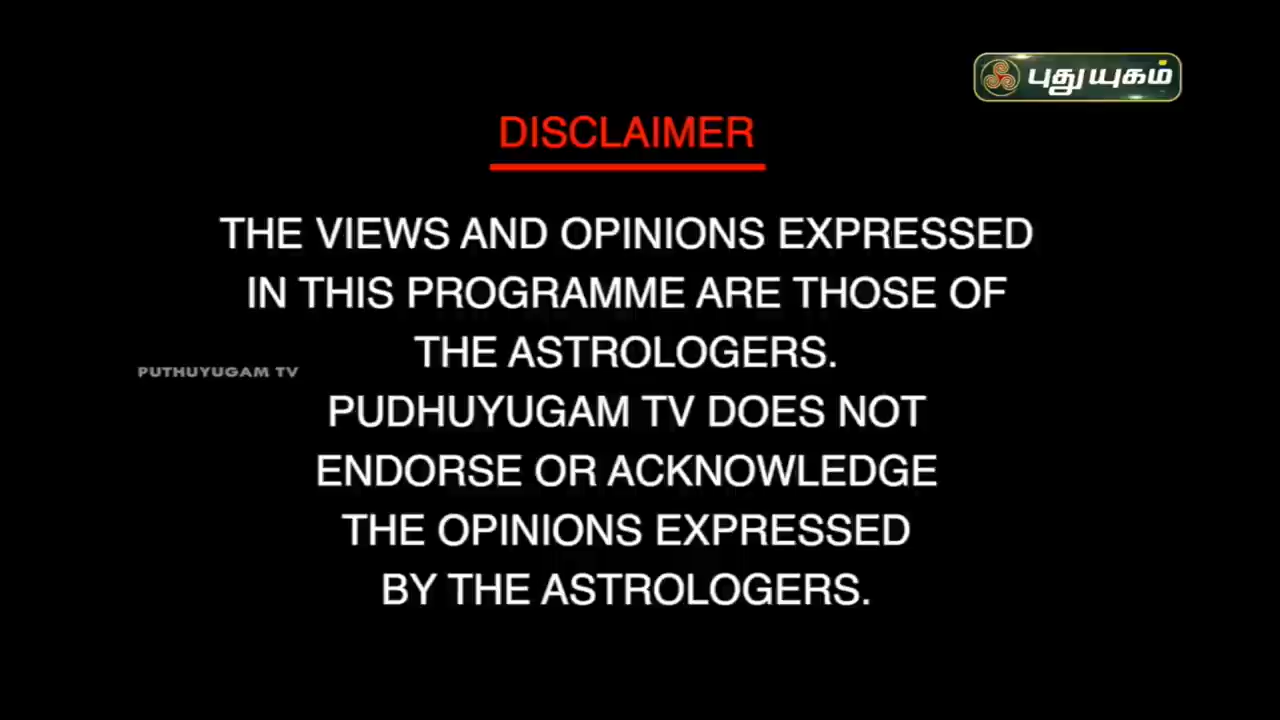 புதுயுகம்
DISCLAIMER
THE VIEWS AND OPINIONS EXPRESSED
IN THIS PROGRAMME ARE THOSE OF
THE ASTROLOGERS.
PUTHUYUGAM TV
PUDHUYUGAM TV DOES NOT
ENDORSE OR ACKNOWLEDGE
THE OPINIONS EXPRESSED
BY THE ASTROLOGERS.